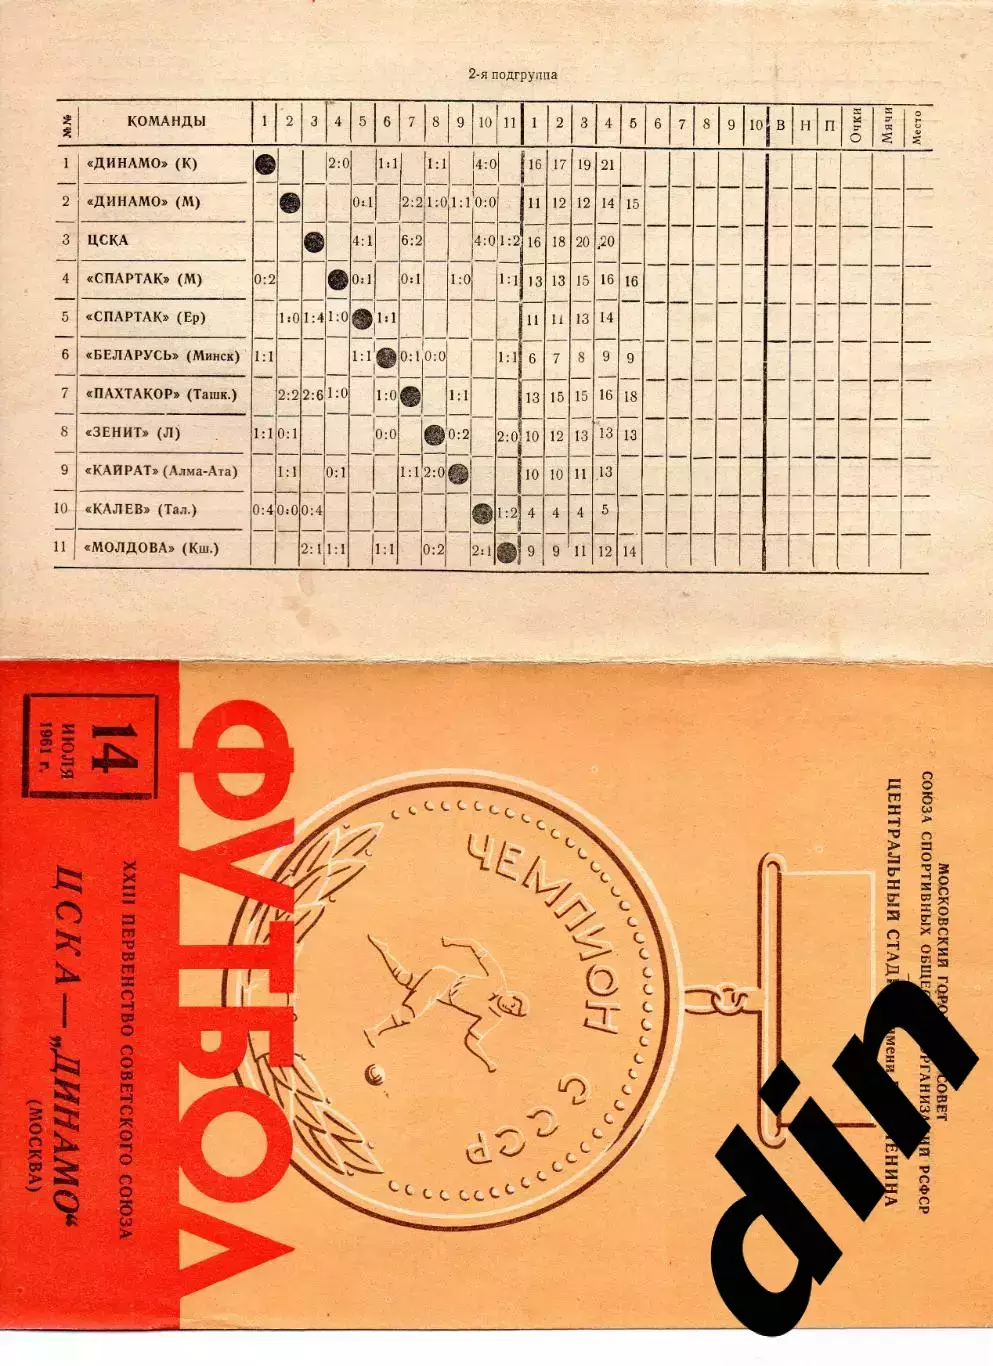 2-я подгруппа
№№ КОМАНДЫ 1 2 3 4 5 6 7 8 9 10 11 1 2 3 4 5 6 7 8 9 10 В Н П Очки Мячи Место
1 «ДИНАМО» (К) 2:0 1:1 1:1 4:0 16 17 19 21
2 «ДИНАМО» (М) 0:1 2:2 1:0 1:1 0:0 11 12 12 14 15
3 ЦСКА 4:1 6:2 4:0 1:2 16 18 20 20
4 «СПАРТАК» (М) 0:2 0:1 0:1 1:0 1:1 13 13 15 16 16
5 «СПАРТАК» (Ер) 1:0 1:4 1:0 1:1 11 11 13 14
6 «БЕЛАРУСЬ» (Минск) 1:1 1:1 0:1 0:0 1:1 6 7 8 9 9
7 «ПАХТАКОР» (Ташк.) 2:2 2:6 1:0 1:0 1:1 13 15 15 16 18
8 «ЗЕНИТ» (Л) 1:1 0:1 0:0 0:2 2:0 10 12 13 13 13
9 «КАЙРАТ» (Алма-Ата) 1:1 0:1 1:1 2:0 10 10 11 13
10 «КАЛЕВ» (Тал.) 0:4 0:0 0:4 1:2 4 4 4 5
11 «МОЛДОВА» (Кш.) 2:1 1:1 1:1 0:2 2:1 9 9 11 12 14
МОСКОВСКИЙ СОВЕТ
СОЮЗА СПОРТИВНЫХ РСФСР
ЦЕНТРАЛЬНЫЙ имени
ЧЕМПИОН
СССР
ФУТБОЛ
XXIII ПЕРВЕНСТВО СОВЕТСКОГО СОЮЗА
14
ИЮЛЯ
1961 г.
ЦСКА—„ДИНАМО“
(МОСКВА)
din